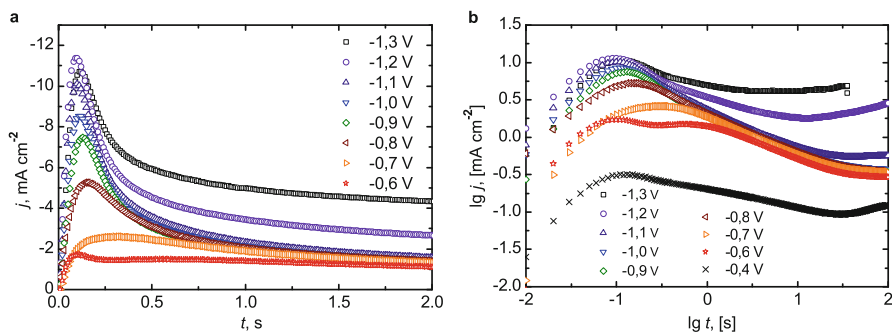 a
j, mA cm⁻²
-12
-10
-8
-6
-4
-2
0
0.0
0.5
1.0
1.5
2.0
t, s
-1,3 V
-1,2 V
-1,1 V
-1,0 V
-0,9 V
-0,8 V
-0,7 V
-0,6 V
b
lg j, [mA cm⁻²]
1.5
1.0
0.5
0.0
-0.5
-1.0
-1.5
-2.0
-2
-1
0
1
2
lg t, [s]
-1,3 V
-1,2 V
-1,1 V
-1,0 V
-0,9 V
-0,8 V
-0,7 V
-0,6 V
-0,4 V